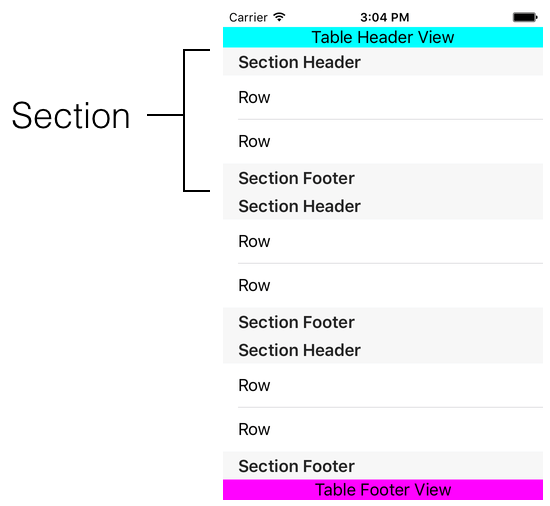 Carrier 3:04 PM
Table Header View
Section Header
Row
Row
Section Footer
Section Header
Row
Row
Section Footer
Section Header
Row
Row
Section Footer
Table Footer View
Section